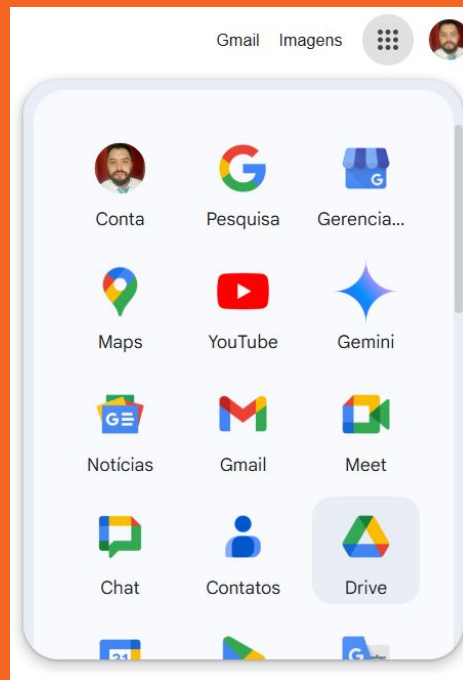 Gmail Imagens
Conta Pesquisa Gerencia...
Maps YouTube Gemini
Notícias Gmail Meet
Chat Contatos Drive